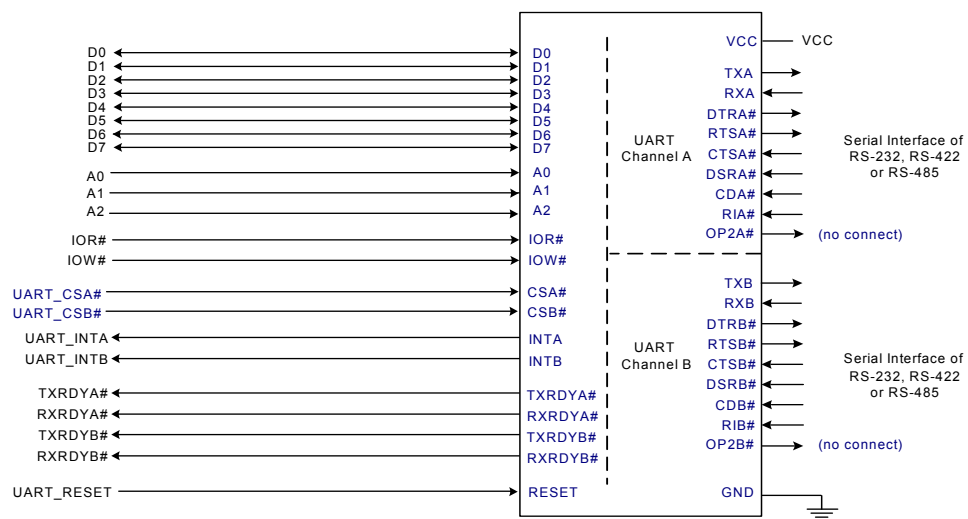 D0
D1
D2
D3
D4
D5
D6
D7
A0
A1
A2
IOR#
IOW#
UART_CSA#
UART_CSB#
UART_INTA
UART_INTB
TXRDYA#
RXRDYA#
TXRDYB#
RXRDYB#
UART_RESET
D0
D1
D2
D3
D4
D5
D6
D7
A0
A1
A2
IOR#
IOW#
CSA#
CSB#
INTA
INTB
TXRDYA#
RXRDYA#
TXRDYB#
RXRDYB#
RESET
UART
Channel A
UART
Channel B
VCC
TXA
RXA
DTRA#
RTSA#
CTSA#
DSRA#
CDA#
RIA#
OP2A#
TXB
RXB
DTRB#
RTSB#
CTSB#
DSRB#
CDB#
RIB#
OP2B#
GND
VCC
Serial Interface of
RS-232, RS-422
or RS-485
(no connect)
Serial Interface of
RS-232, RS-422
or RS-485
(no connect)